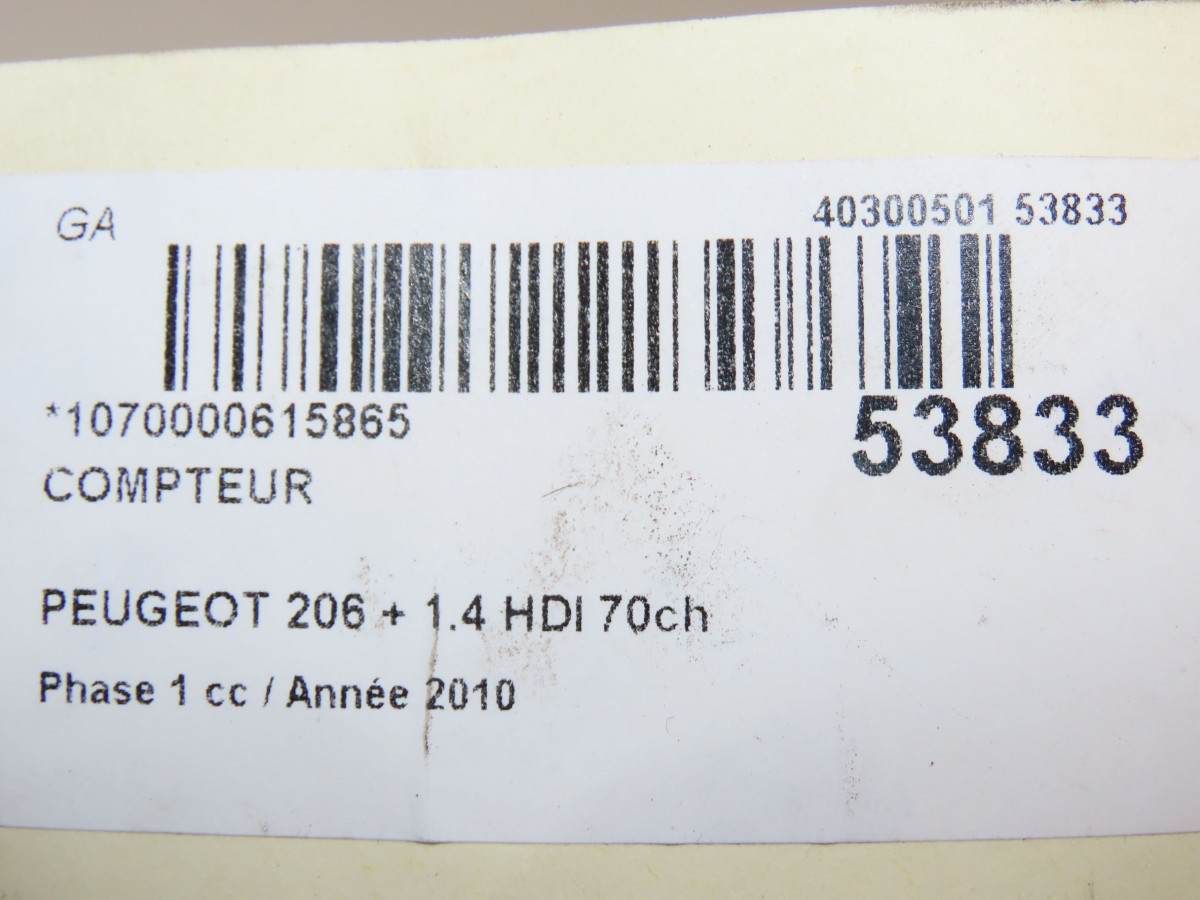 GA
40300501 53833
*1070000615865
53833
COMPTEUR
PEUGEOT 206 + 1.4 HDI 70ch
Phase 1 cc / Année 2010